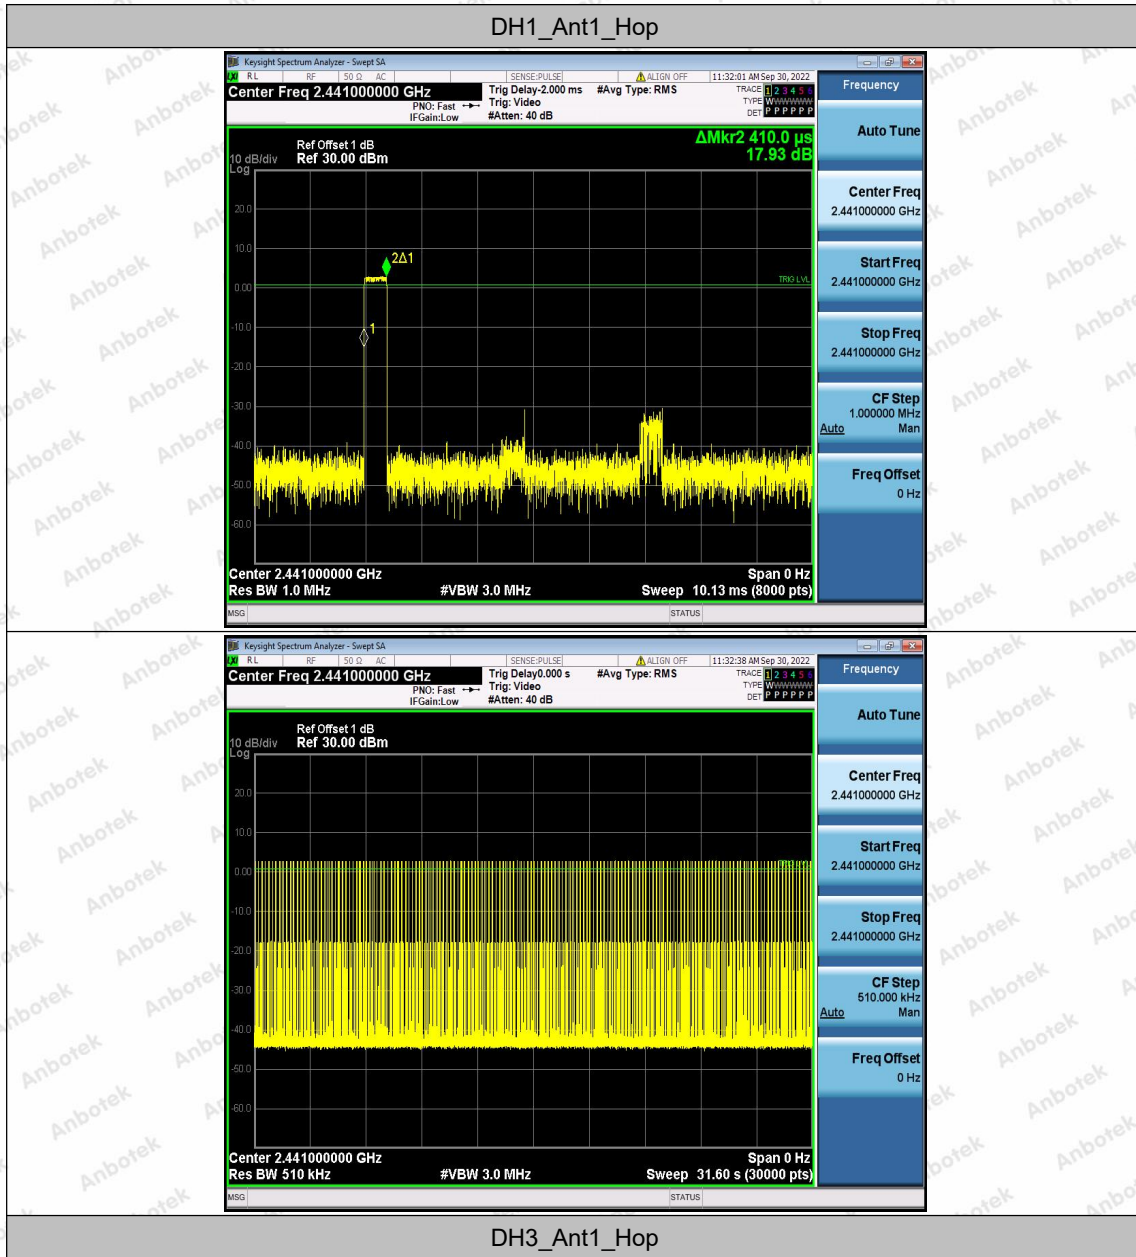 DH1_Ant1_Hop
Keysight Spectrum Analyzer - Swept SA
RL RF 50 Ω AC SENSE:PULSE ALIGN OFF 11:32:01 AM Sep 30, 2022
Center Freq 2.441000000 GHz
PNO: Fast
IFGain:Low
Trig Delay-2.000 ms
Trig: Video
#Atten: 40 dB
#Avg Type: RMS
TRACE 1 2 3 4 5 6
TYPE WWWWWW
DET P P P P P P
Frequency
Auto Tune
Center Freq
2.441000000 GHz
Start Freq
2.441000000 GHz
Stop Freq
2.441000000 GHz
CF Step
1.000000 MHz
Auto Man
Freq Offset
0 Hz
Ref Offset 1 dB
10 dB/div Ref 30.00 dBm
Log
ΔMkr2 410.0 µs
17.93 dB
20.0
10.0
0.00
-10.0
-20.0
-30.0
-40.0
-50.0
-60.0
2Δ1
1
TRIG LVL
Center 2.441000000 GHz Span 0 Hz
Res BW 1.0 MHz #VBW 3.0 MHz Sweep 10.13 ms (8000 pts)
MSG STATUS
Keysight Spectrum Analyzer - Swept SA
RL RF 50 Ω AC SENSE:PULSE ALIGN OFF 11:32:38 AM Sep 30, 2022
Center Freq 2.441000000 GHz
PNO: Fast
IFGain:Low
Trig Delay0.000 s
Trig: Video
#Atten: 40 dB
#Avg Type: RMS
TRACE 1 2 3 4 5 6
TYPE WWWWWW
DET P P P P P P
Frequency
Auto Tune
Center Freq
2.441000000 GHz
Start Freq
2.441000000 GHz
Stop Freq
2.441000000 GHz
CF Step
510.000 kHz
Auto Man
Freq Offset
0 Hz
Ref Offset 1 dB
10 dB/div Ref 30.00 dBm
Log
20.0
10.0
0.00
-10.0
-20.0
-30.0
-40.0
-50.0
-60.0
Center 2.441000000 GHz Span 0 Hz
Res BW 510 kHz #VBW 3.0 MHz Sweep 31.60 s (30000 pts)
MSG STATUS
DH3_Ant1_Hop
Anbotek